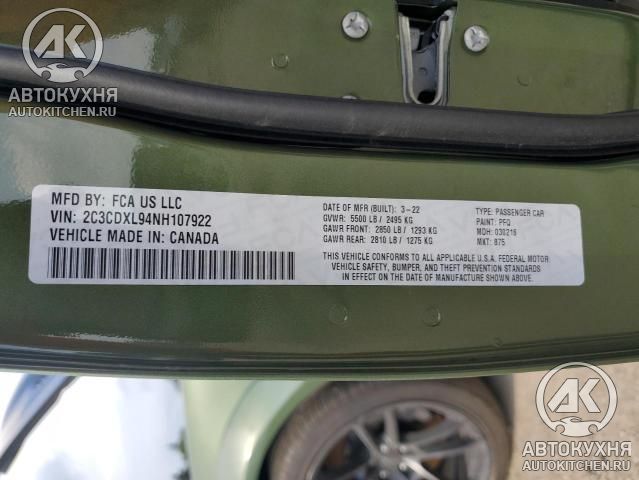 АК
АВТОКУХНЯ
AUTOKITCHEN.RU
MFD BY: FCA US LLC
VIN: 2C3CDXL94NH107922
VEHICLE MADE IN: CANADA
DATE OF MFR (BUILT): 3-22
GVWR: 5500 LB / 2495 KG
GAWR FRONT: 2850 LB / 1293 KG
GAWR REAR: 2810 LB / 1275 KG
TYPE: PASSENGER CAR
PAINT: PFQ
MDH: 030216
MKT: 875
THIS VEHICLE CONFORMS TO ALL APPLICABLE U.S.A. FEDERAL MOTOR
VEHICLE SAFETY, BUMPER, AND THEFT PREVENTION STANDARDS
IN EFFECT ON THE DATE OF MANUFACTURE SHOWN ABOVE.
АК
АВТОКУХНЯ
AUTOKITCHEN.RU